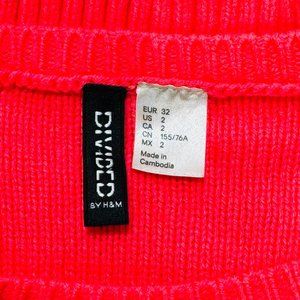 DIVIDED
BY H&M
EUR 32
US 2
CA 2
CN 155/76A
MX 2
Made in
Cambodia